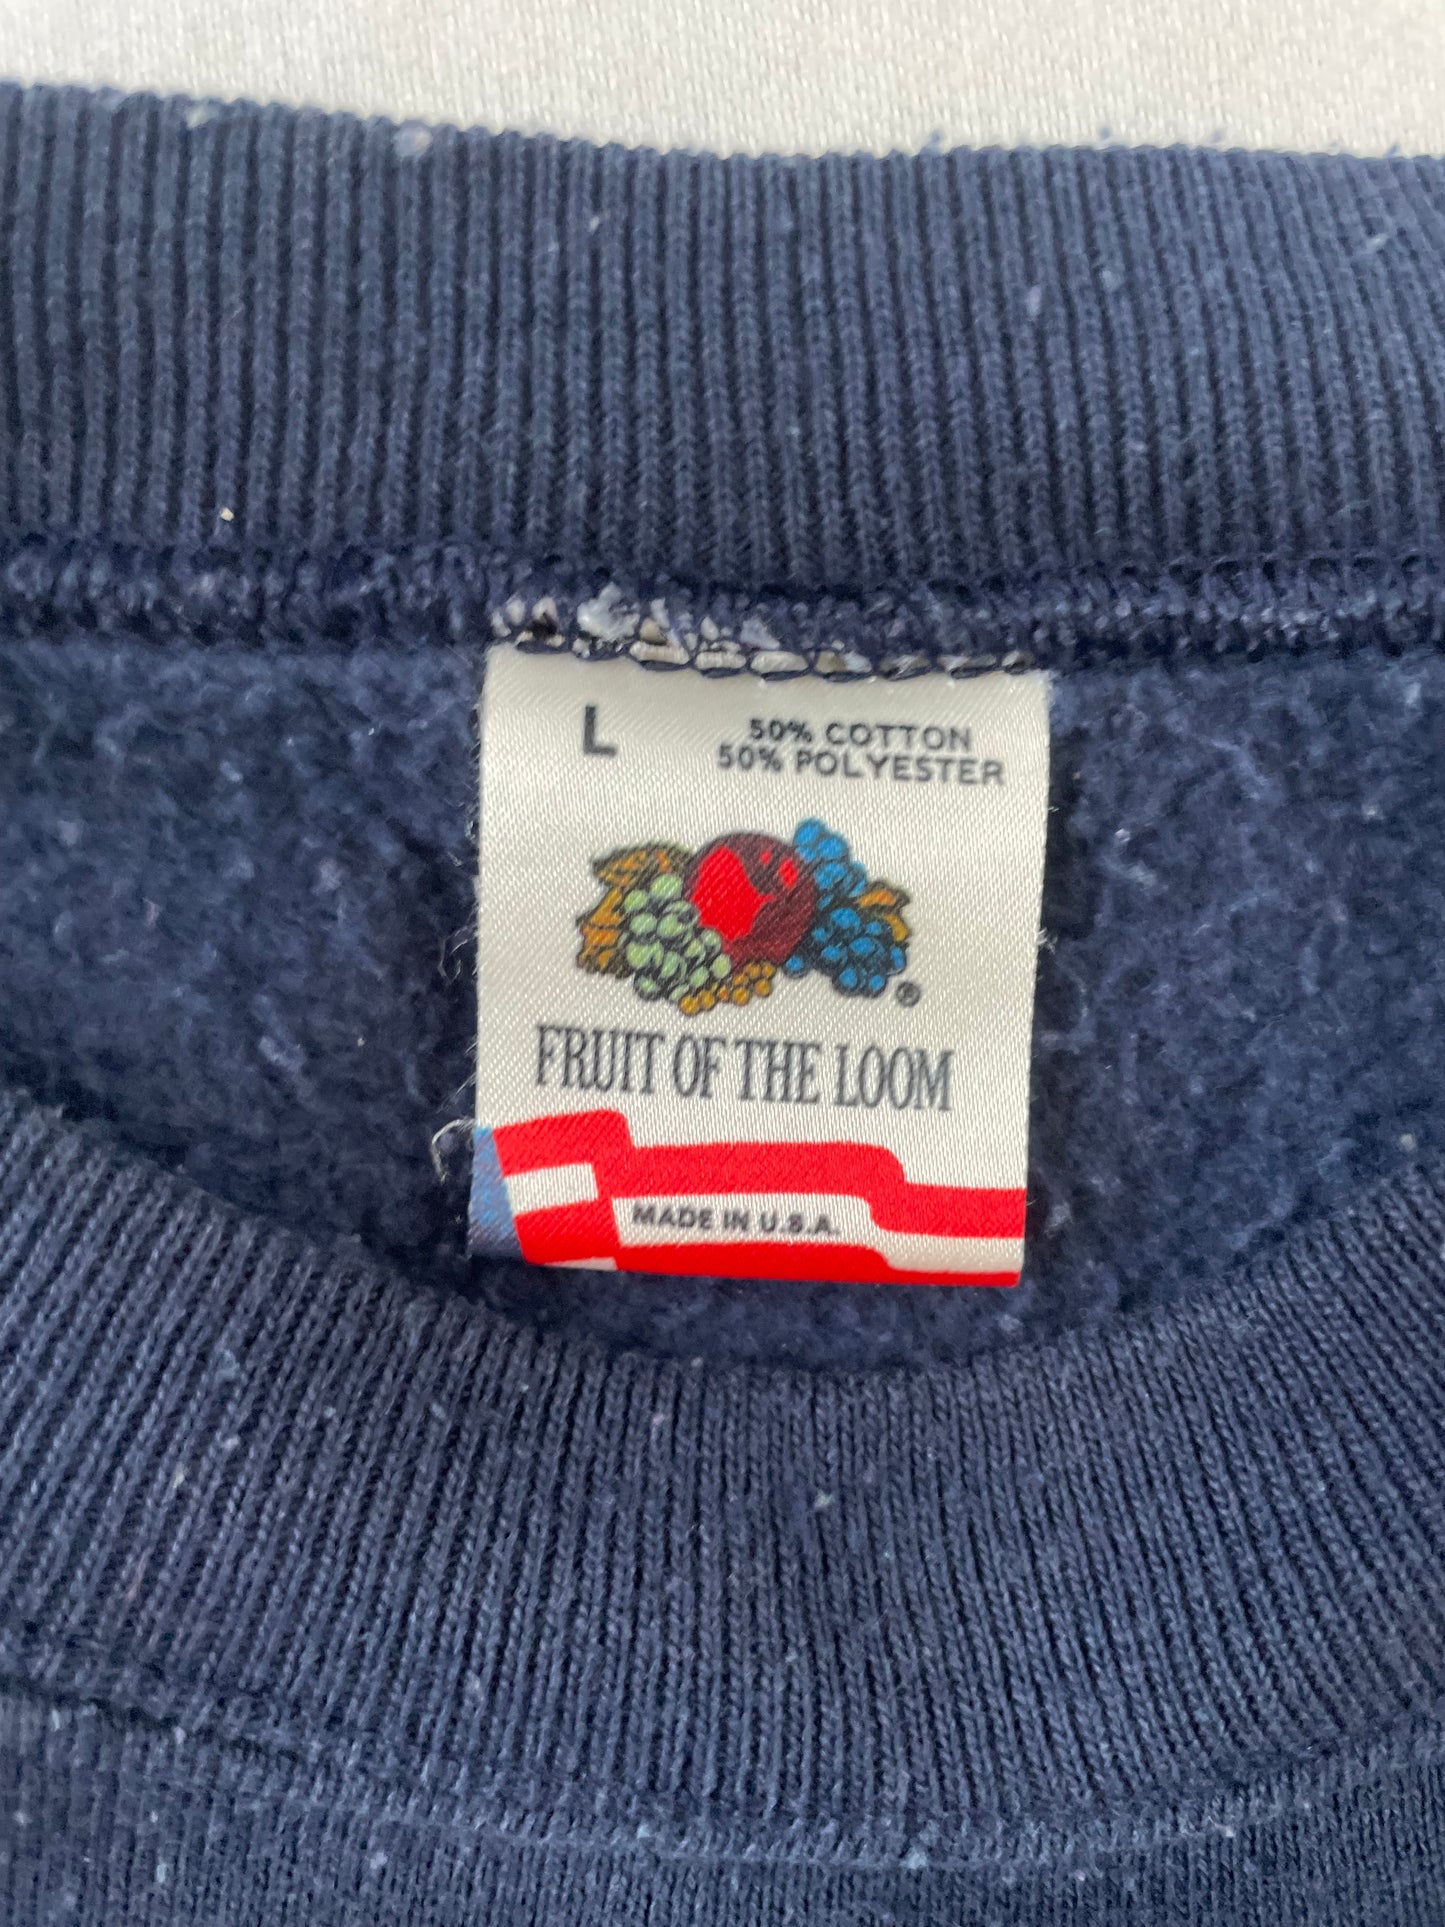 L
50% COTTON
50% POLYESTER
®
FRUIT OF THE LOOM
MADE IN U.S.A.